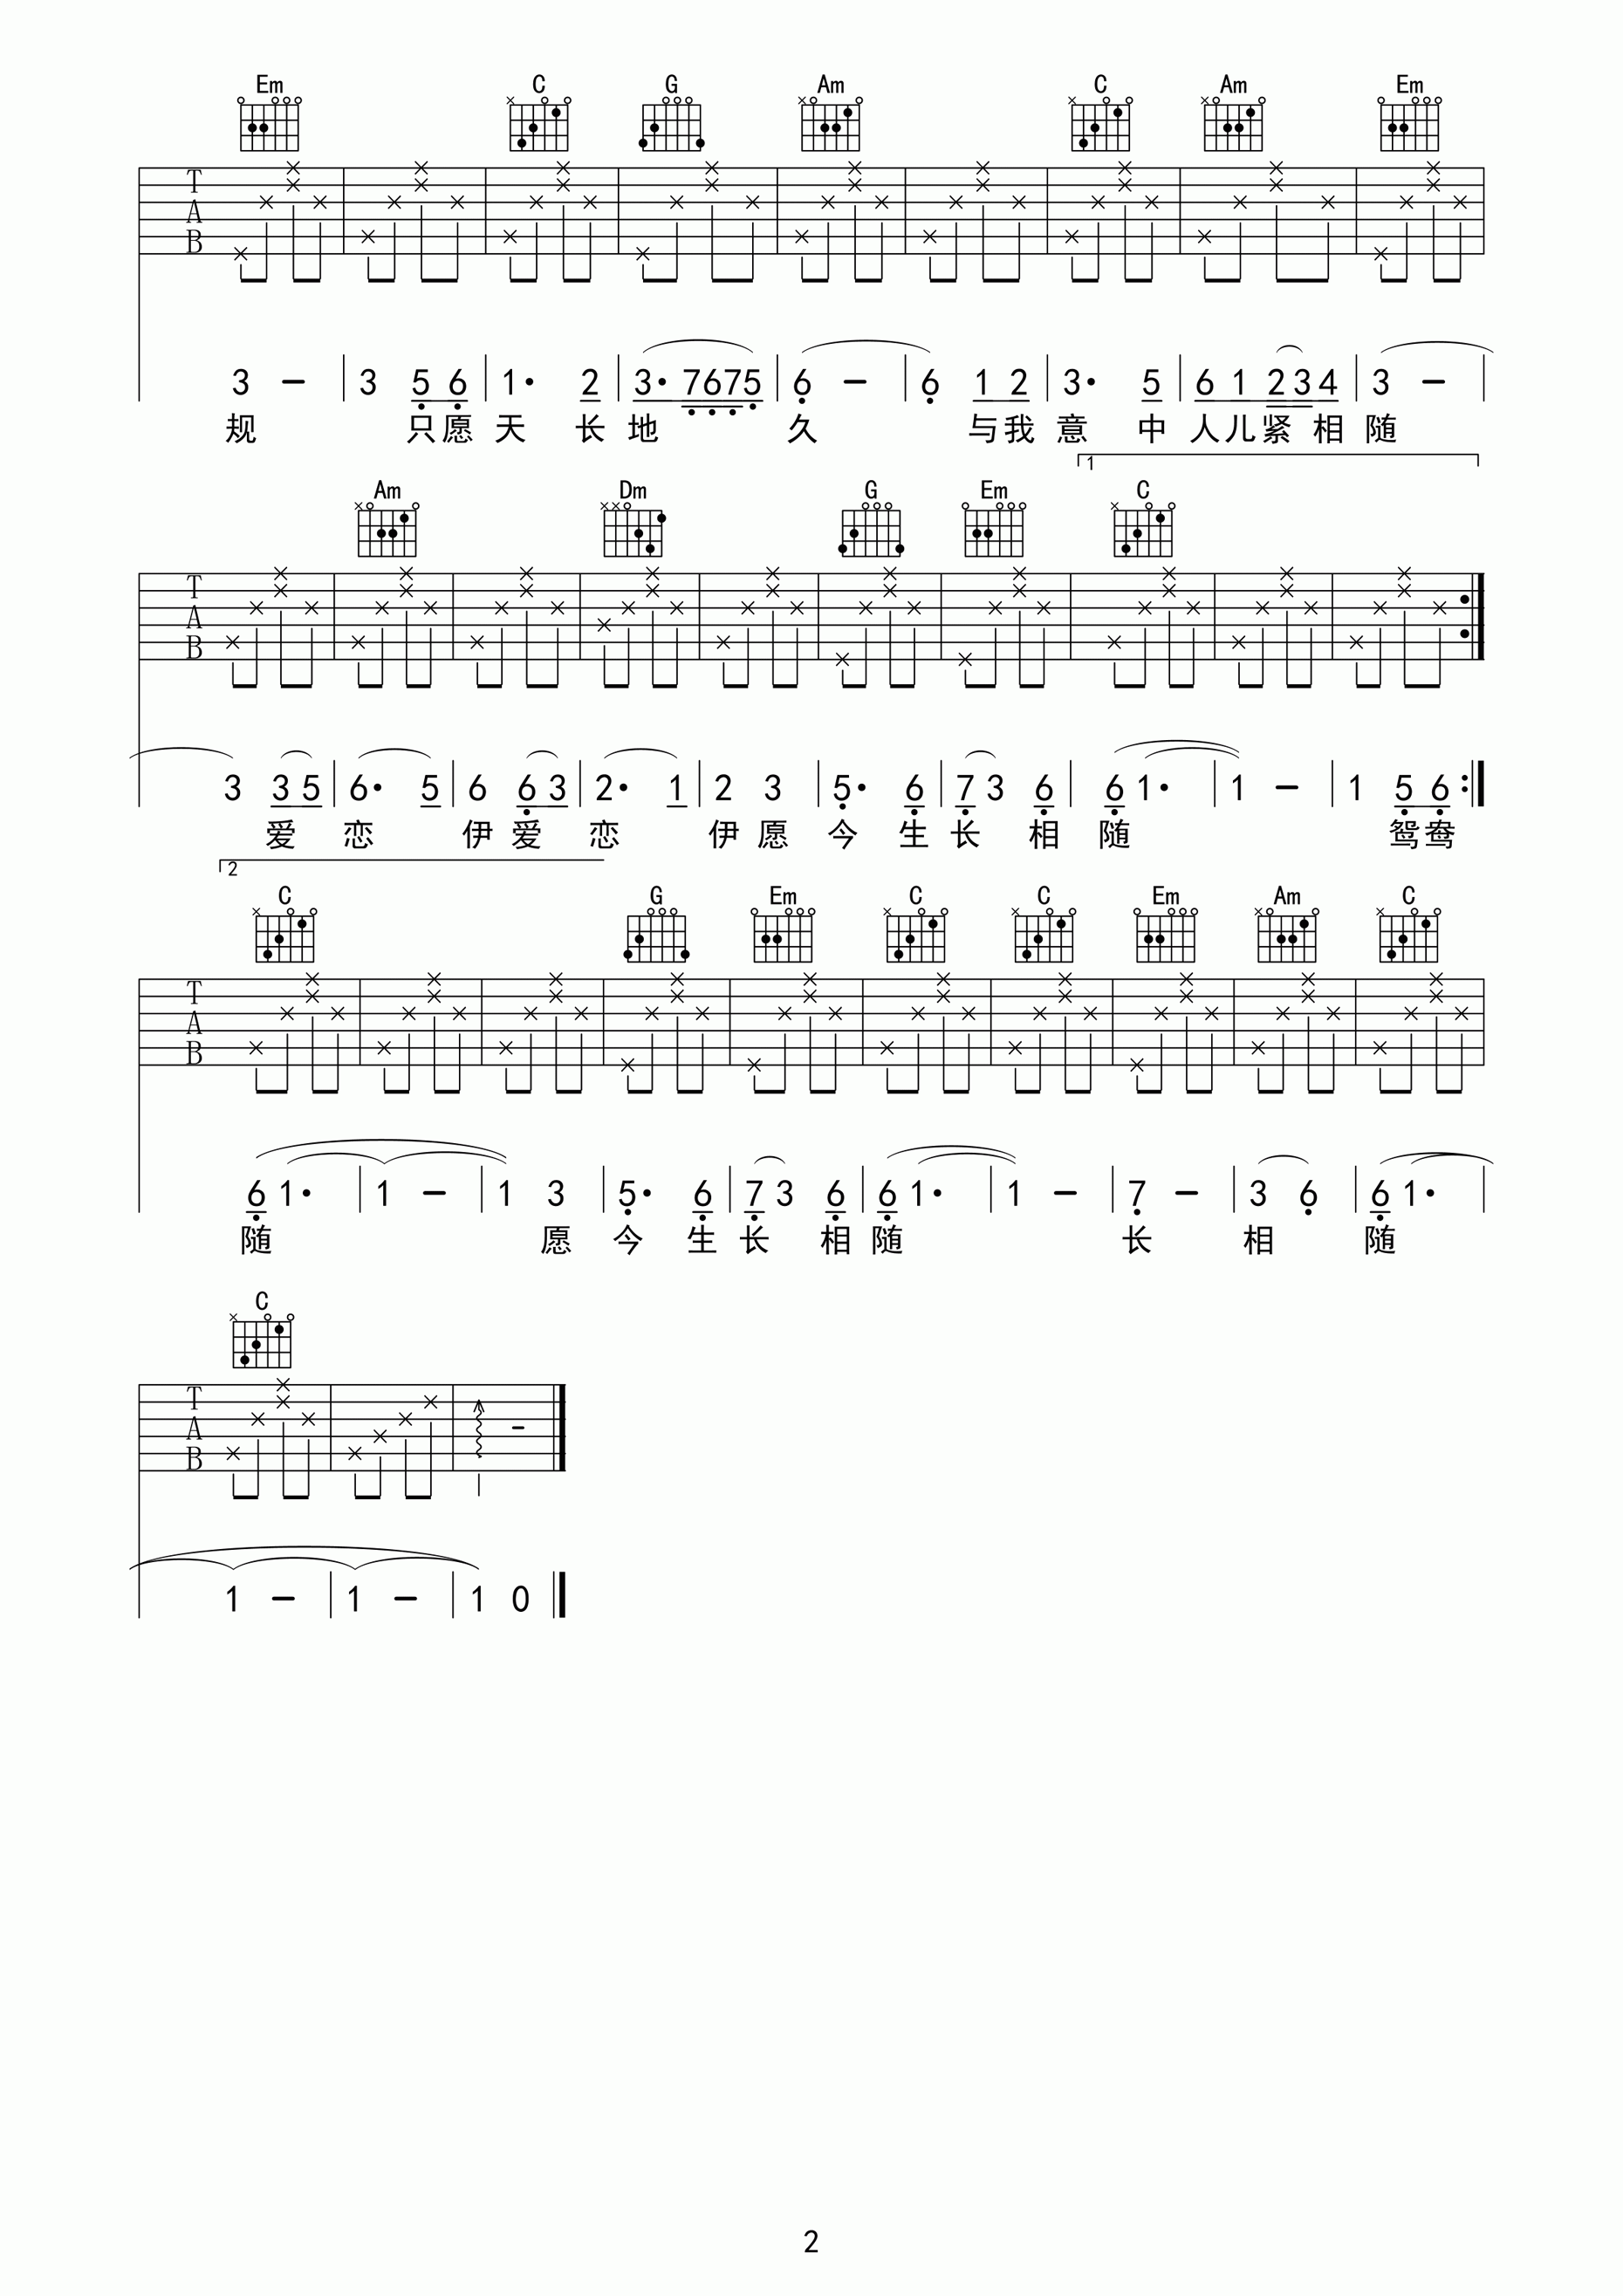 Em C G Am C Am Em
T
A
B
3 - 3 5 6 1· 2 3· 7 6 7 5 6 - 6 1 2 3· 5 6 1 2 3 4 3 -
规 只愿 天 长 地 久 与我 意 中 人儿紧 相 随
1
Am Dm G Em C
T
A
B
3 3 5 6· 5 6 6 3 2· 1 2 3 5· 6 7 3 6 6 1· 1 - 1 5 6
爱 恋 伊 爱 恋 伊 愿 今 生 长 相 随 鸳鸯
2
C G Em C C Em Am C
T
A
B
6 1· 1 - 1 3 5· 6 7 3 6 6 1· 1 - 7 - 3 6 6 1·
随 愿 今 生 长 相 随 长 相 随
C
T
A
B
1 - 1 - 1 0
2